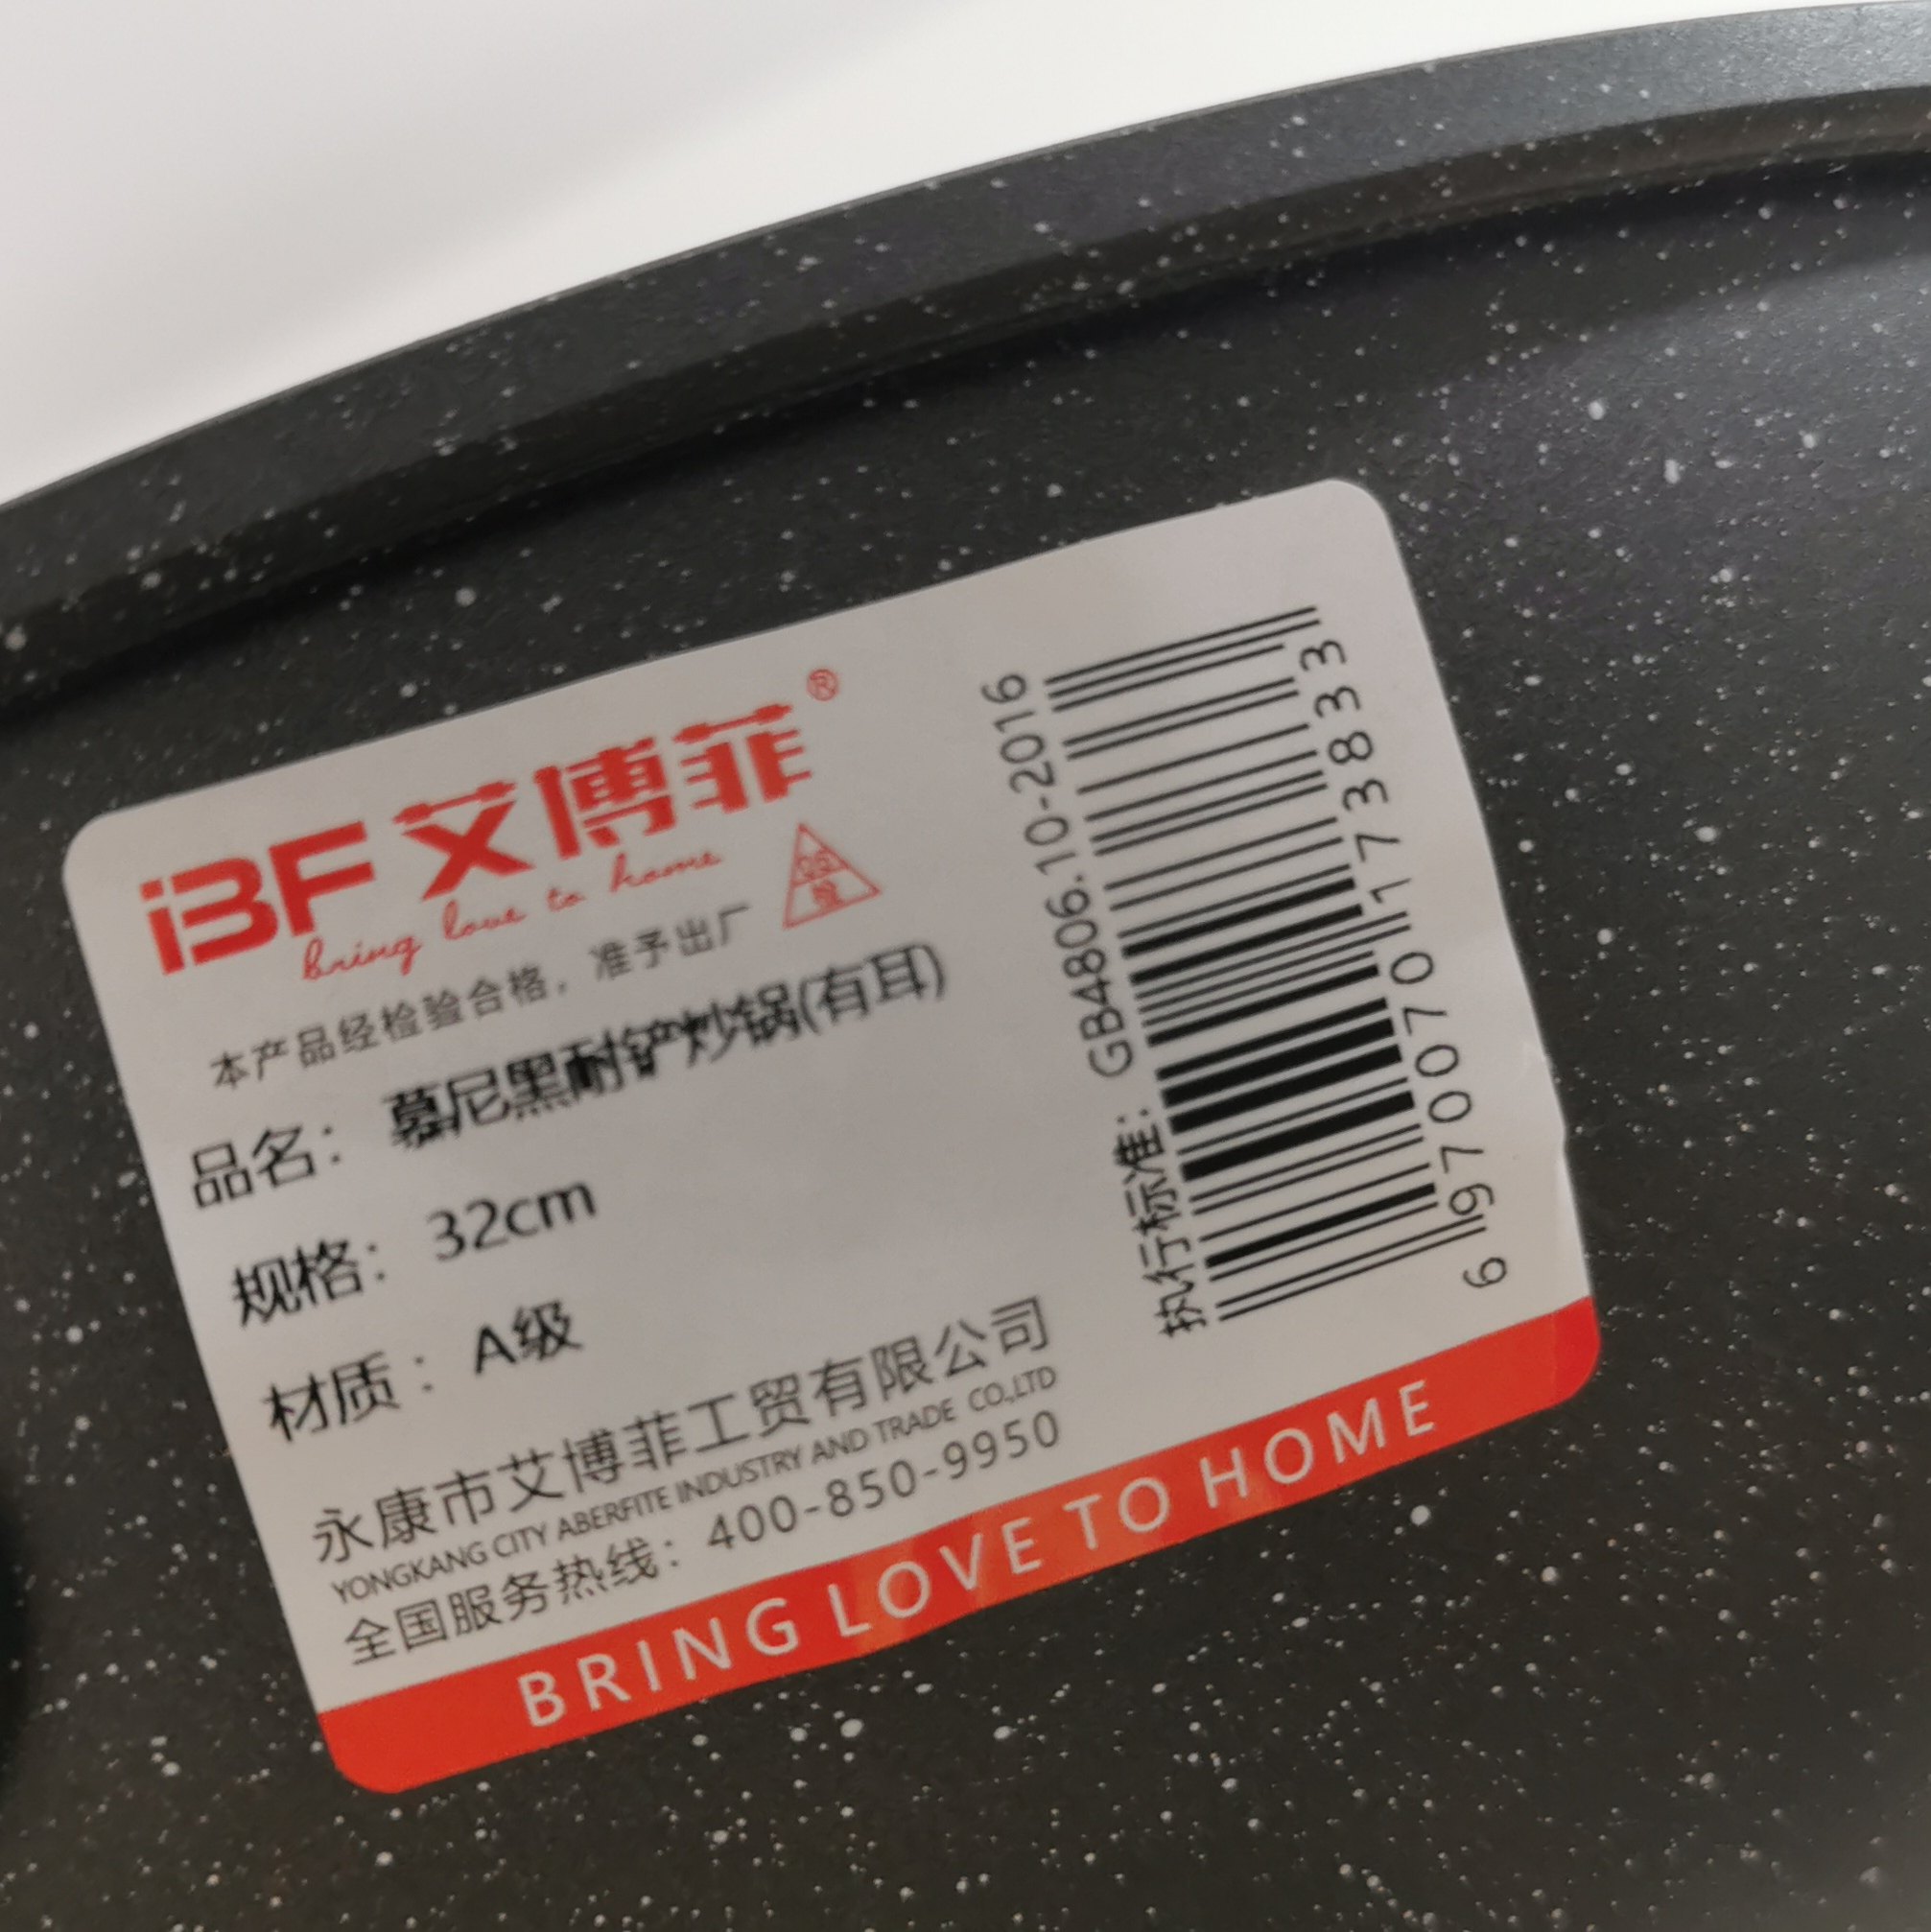 iBF 艾博菲®
bring love to home
本产品经检验合格，准予出厂
QC
品名：慕尼黑耐铲炒锅(有耳)
规格：32cm
材质：A级
永康市艾博菲工贸有限公司
YONGKANG CITY ABERFITE INDUSTRY AND TRADE CO.,LTD
全国服务热线：400-850-9950
执行标准：GB4806.10-2016
6 970070 173833
BRING LOVE TO HOME